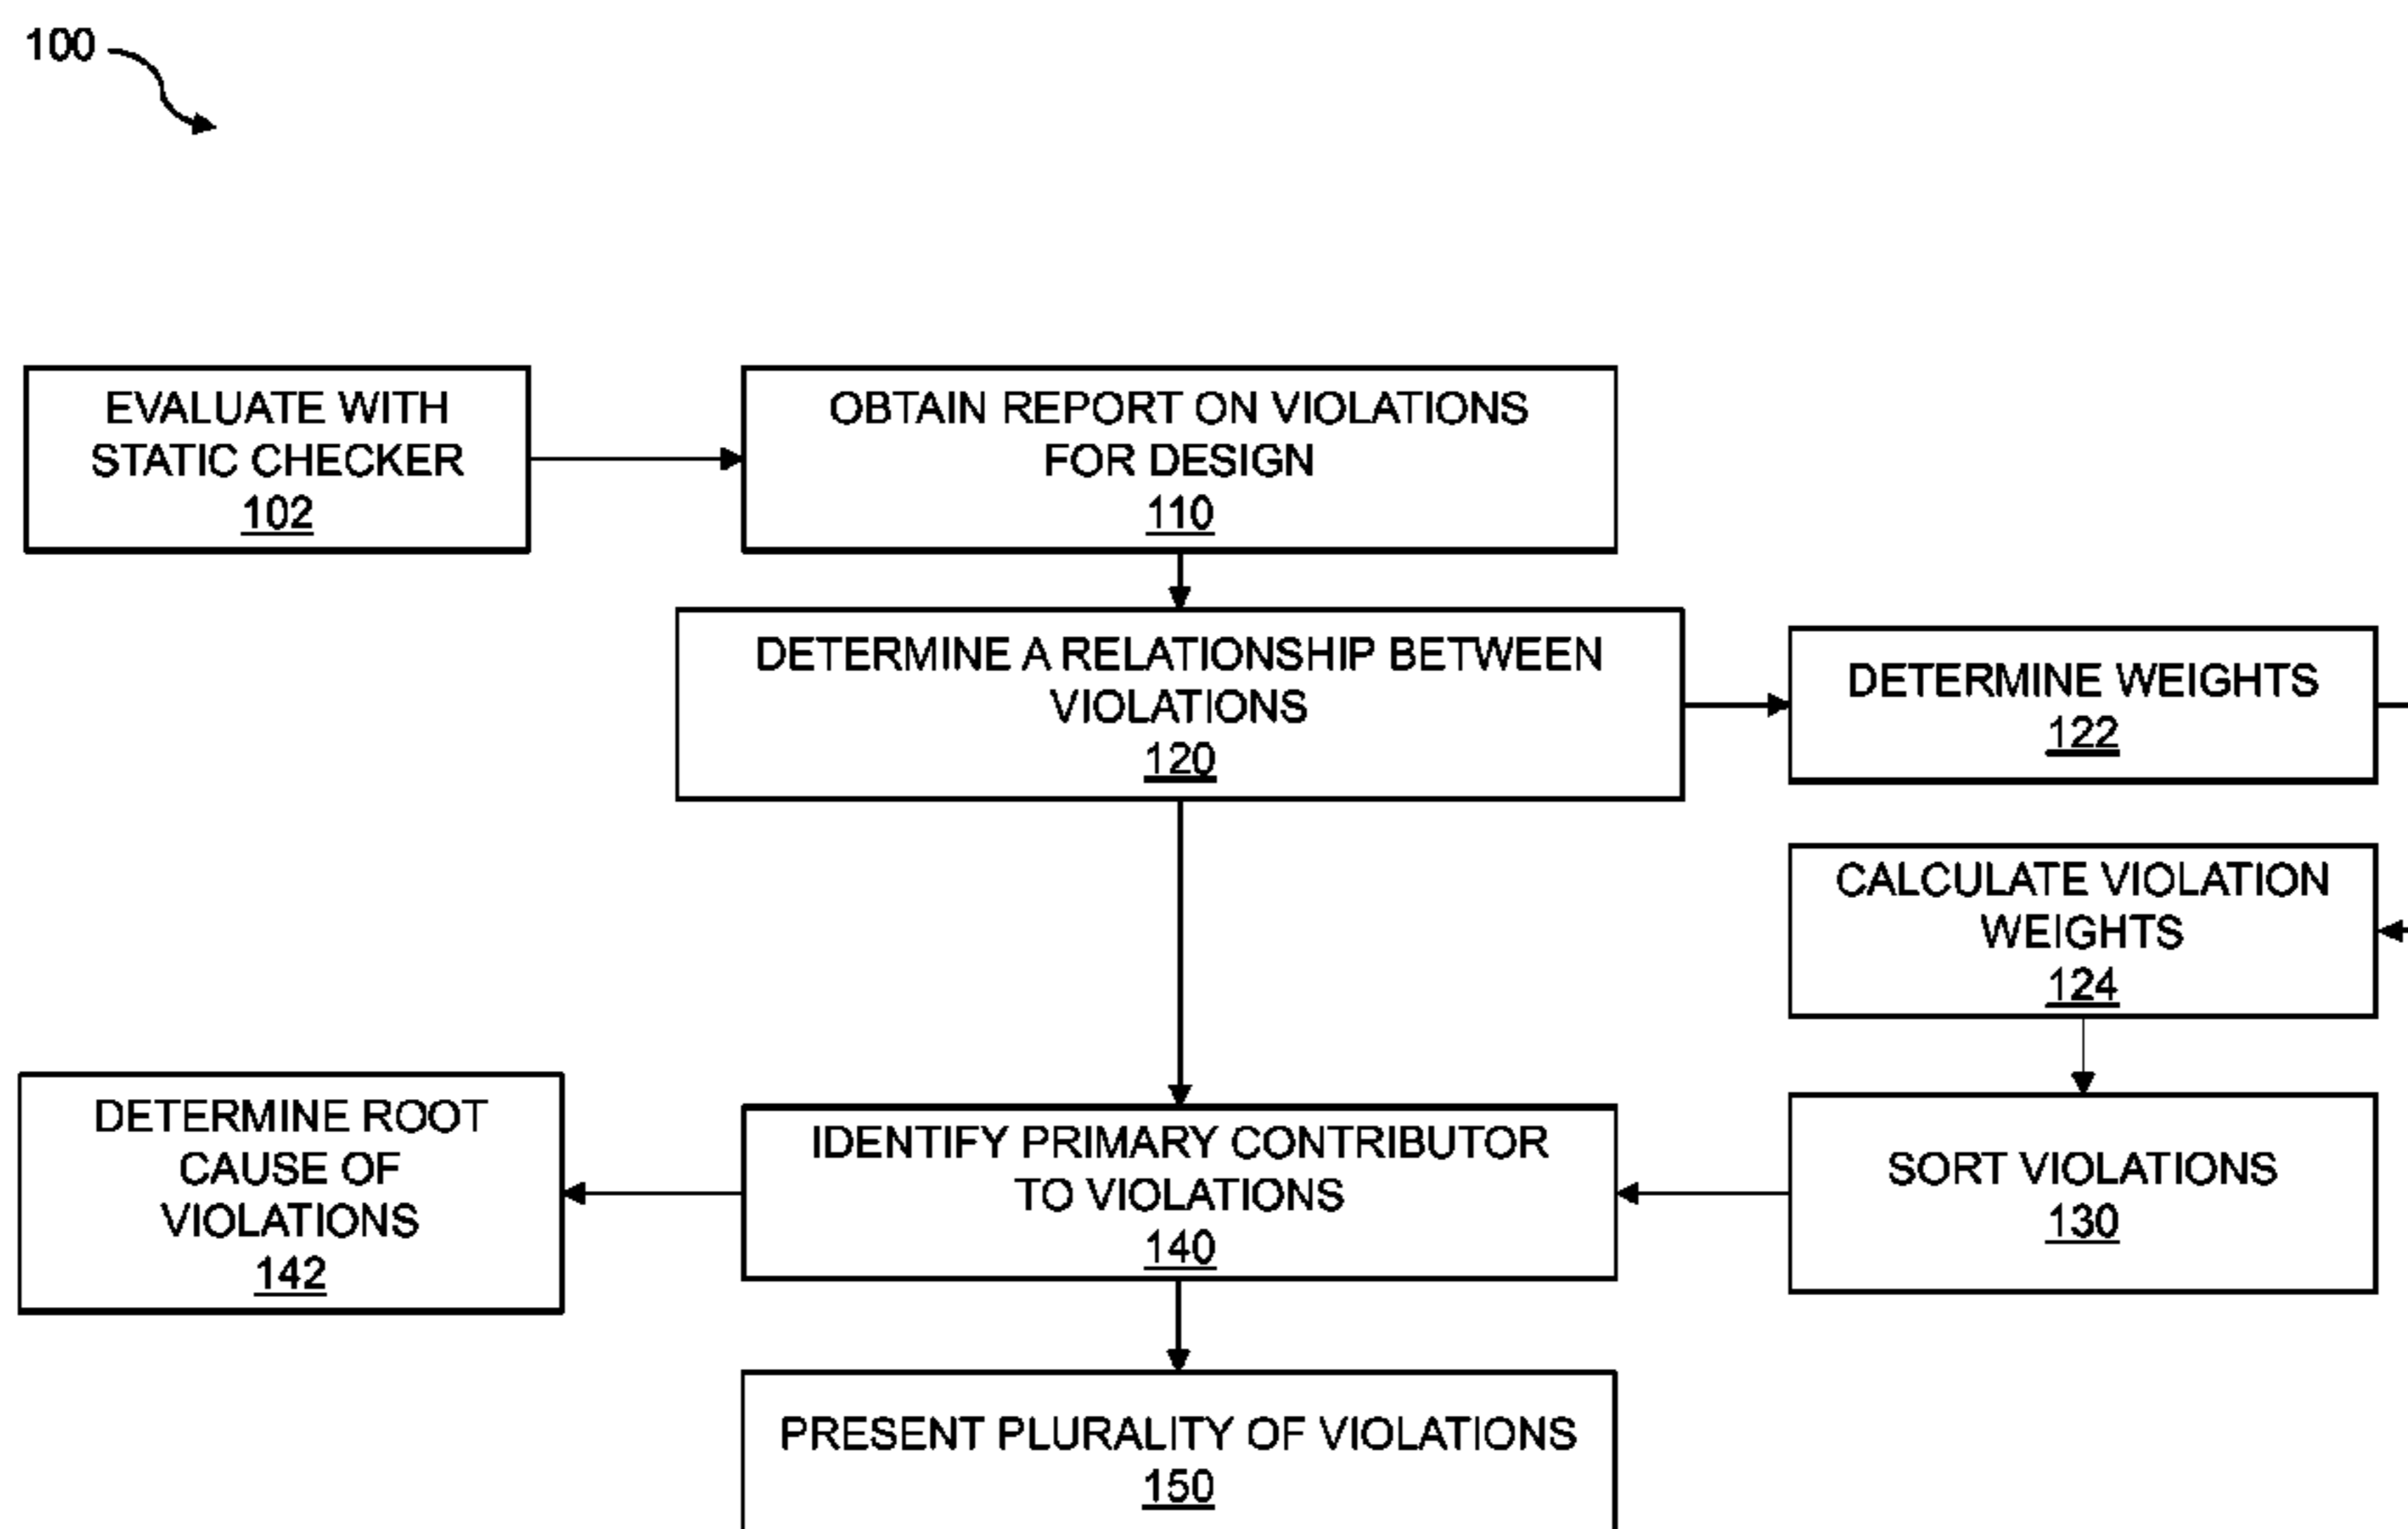 100
EVALUATE WITH
STATIC CHECKER
102
OBTAIN REPORT ON VIOLATIONS
FOR DESIGN
110
DETERMINE A RELATIONSHIP BETWEEN
VIOLATIONS
120
DETERMINE WEIGHTS
122
CALCULATE VIOLATION
WEIGHTS
124
SORT VIOLATIONS
130
IDENTIFY PRIMARY CONTRIBUTOR
TO VIOLATIONS
140
DETERMINE ROOT
CAUSE OF
VIOLATIONS
142
PRESENT PLURALITY OF VIOLATIONS
150